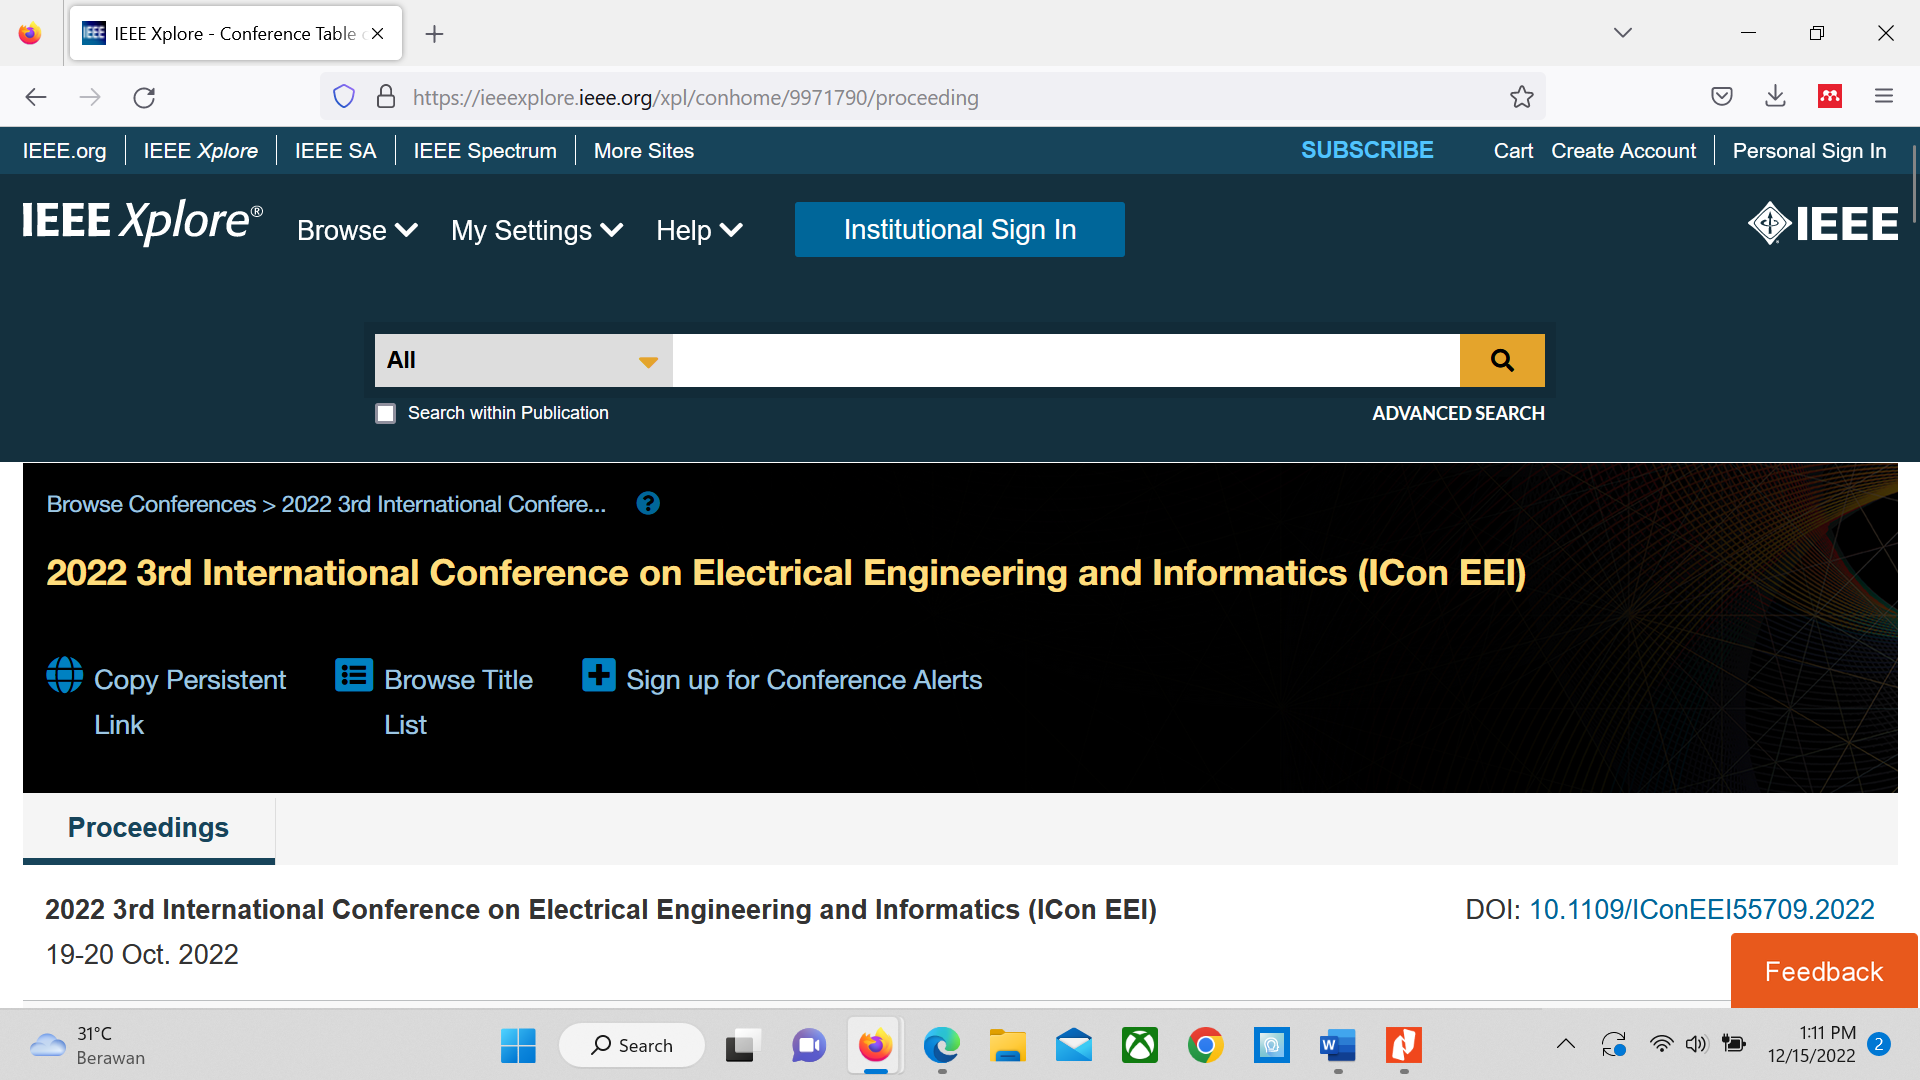 IEEE Xplore - Conference Table
https://ieeexplore.ieee.org/xpl/conhome/9971790/proceeding
IEEE.org IEEE Xplore IEEE SA IEEE Spectrum More Sites SUBSCRIBE Cart Create Account Personal Sign In
IEEE Xplore® Browse My Settings Help Institutional Sign In IEEE
All
Search within Publication ADVANCED SEARCH
Browse Conferences > 2022 3rd International Confere... ?
2022 3rd International Conference on Electrical Engineering and Informatics (ICon EEI)
Copy Persistent Browse Title Sign up for Conference Alerts
Link List
Proceedings
2022 3rd International Conference on Electrical Engineering and Informatics (ICon EEI) DOI: 10.1109/IConEEI55709.2022
19-20 Oct. 2022
Feedback
31°C
Berawan
Search
1:11 PM
12/15/2022
2